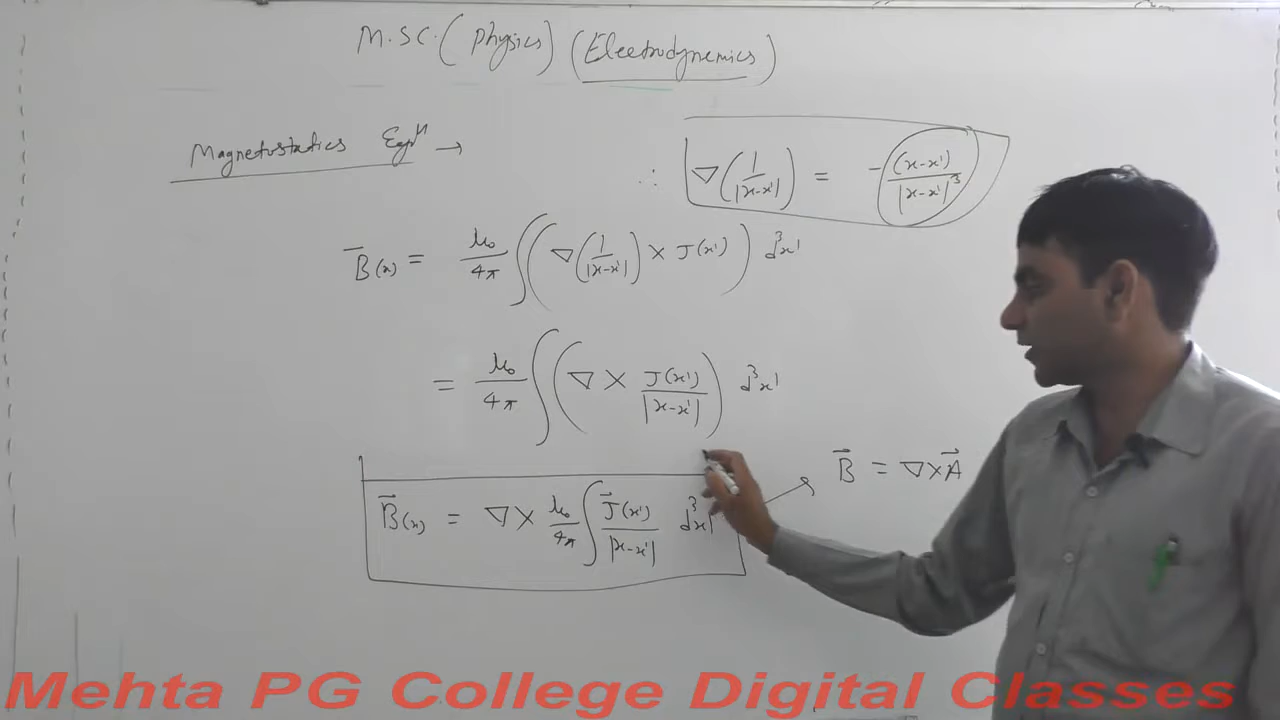 M.SC. (Physics) (Electrodynemics)
Magnetostatics Eqⁿ →
∴ ∇(1/|x-x'|) = -(x-x')/|x-x'|³
B⃗(x) = μ₀/4π ∫(∇(1/|x-x'|) × J(x')) d³x'
= μ₀/4π ∫(∇ × J(x')/|x-x'|) d³x'
B⃗ = ∇×A⃗
B⃗(x) = ∇× μ₀/4π ∫ J⃗(x')/|x-x'| d³x'
Mehta PG College Digital Classes